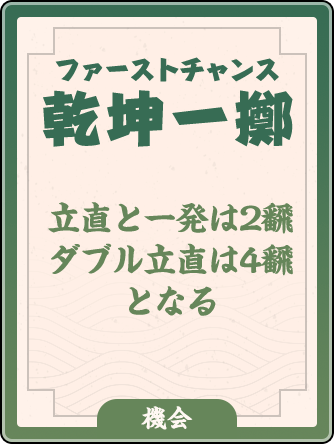 ファーストチャンス
乾坤一擲
立直と一発は2飜
ダブル立直は4飜
となる
機会